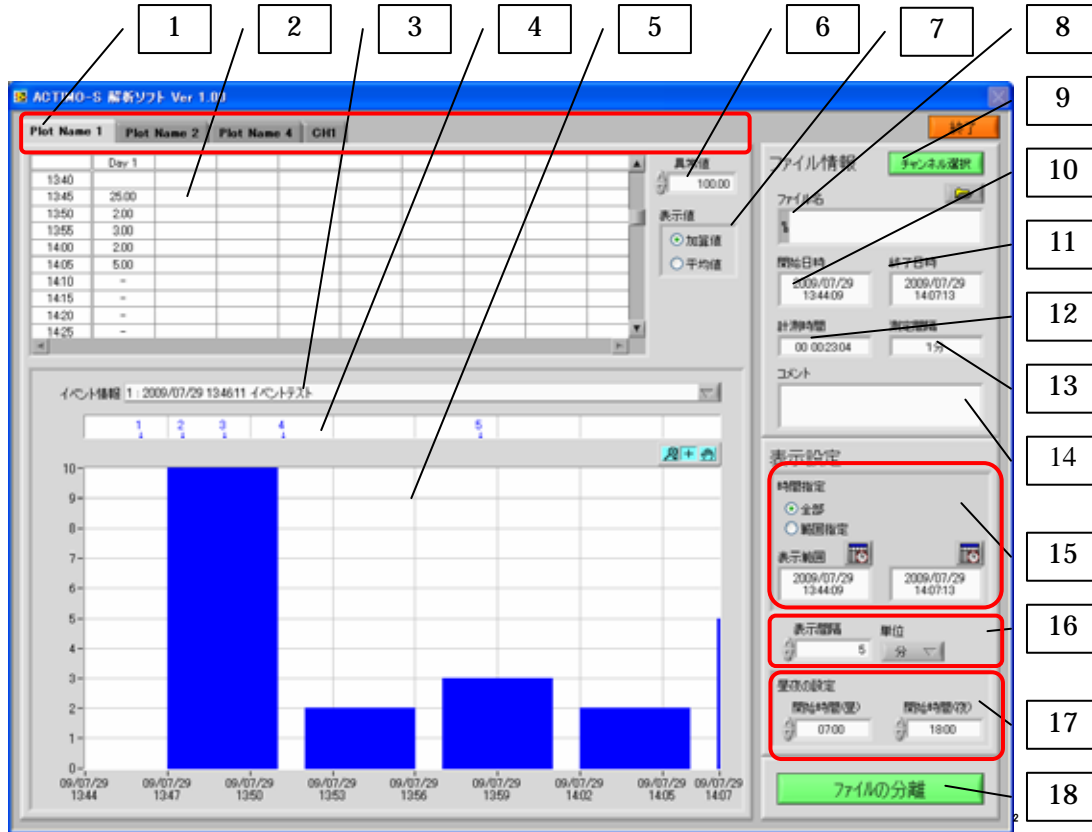 1 2 3 4 5 6 7 8
9
10
11
12
13
14
15
16
17
18
ACTIMO-S 解析ソフト Ver 1.00
Plot Name 1 Plot Name 2 Plot Name 4 CH1
終了
Day 1
13:40
13:45 25.00
13:50 2.00
13:55 3.00
14:00 2.00
14:05 5.00
14:10 -
14:15 -
14:20 -
14:25 -
異常値
100.00
表示値
加算値
平均値
ファイル情報 チャンネル選択
ファイル名
%
開始日時 終了日時
2009/07/29 13:44:09
2009/07/29 14:07:13
計測時間 測定間隔
00 00:23:04 1分
コメント
イベント情報 1 : 2009/07/29 13:46:11 イベントテスト
1 2 3 4 5
10
9
8
7
6
5
4
3
2
1
0
09/07/29 13:44
09/07/29 13:47
09/07/29 13:50
09/07/29 13:53
09/07/29 13:56
09/07/29 13:59
09/07/29 14:02
09/07/29 14:05
09/07/29 14:07
表示設定
時間指定
全部
範囲指定
表示範囲
2009/07/29 13:44:09
2009/07/29 14:07:13
表示間隔 単位
5 分
昼夜の設定
開始時間(昼) 開始時間(夜)
07:00 18:00
ファイルの分離
2